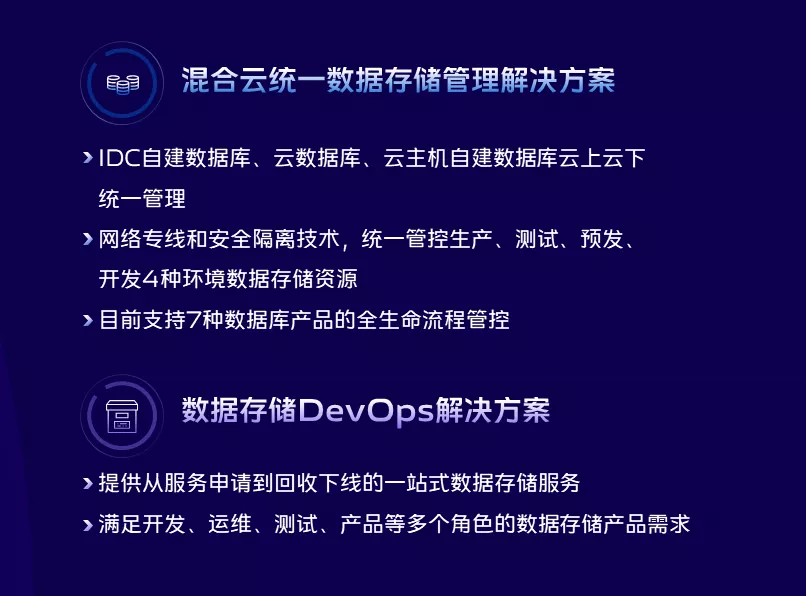 混合云统一数据存储管理解决方案
IDC自建数据库、云数据库、云主机自建数据库云上云下
统一管理
网络专线和安全隔离技术，统一管控生产、测试、预发、
开发4种环境数据存储资源
目前支持7种数据库产品的全生命流程管控
数据存储DevOps解决方案
提供从服务申请到回收下线的一站式数据存储服务
满足开发、运维、测试、产品等多个角色的数据存储产品需求